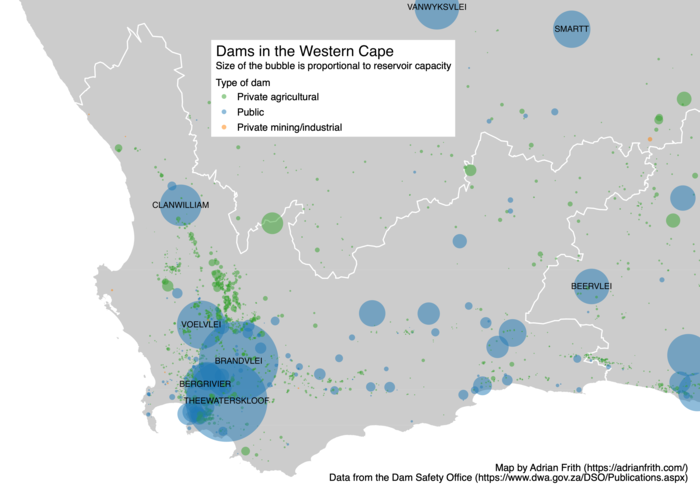 VANWYKSVLEI
SMARTT
Dams in the Western Cape
Size of the bubble is proportional to reservoir capacity
Type of dam
Private agricultural
Public
Private mining/industrial
CLANWILLIAM
BEERVLEI
VOELVLEI
BRANDVLEI
BERGRIVIER
THEEWATERSKLOOF
Map by Adrian Frith (https://adrianfrith.com/)
Data from the Dam Safety Office (https://www.dwa.gov.za/DSO/Publications.aspx)